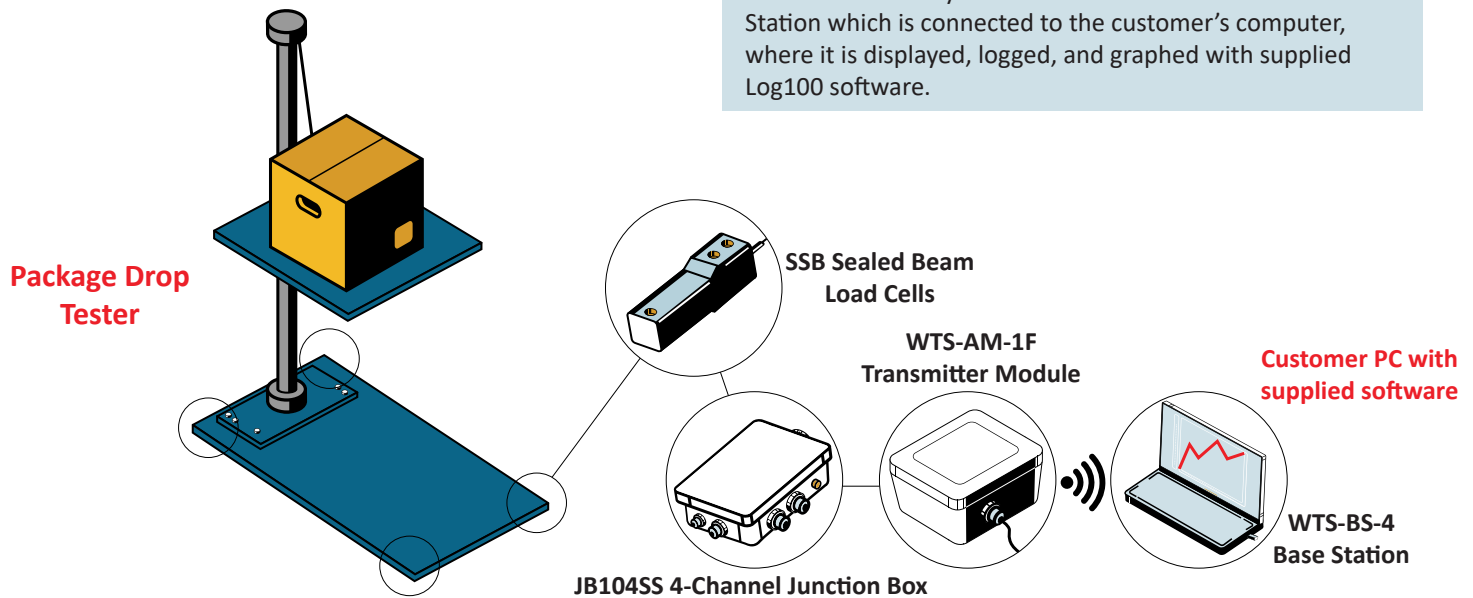 Station which is connected to the customer's computer,
where it is displayed, logged, and graphed with supplied
Log100 software.
Package Drop
Tester
SSB Sealed Beam
Load Cells
WTS-AM-1F
Transmitter Module
Customer PC with
supplied software
WTS-BS-4
Base Station
JB104SS 4-Channel Junction Box